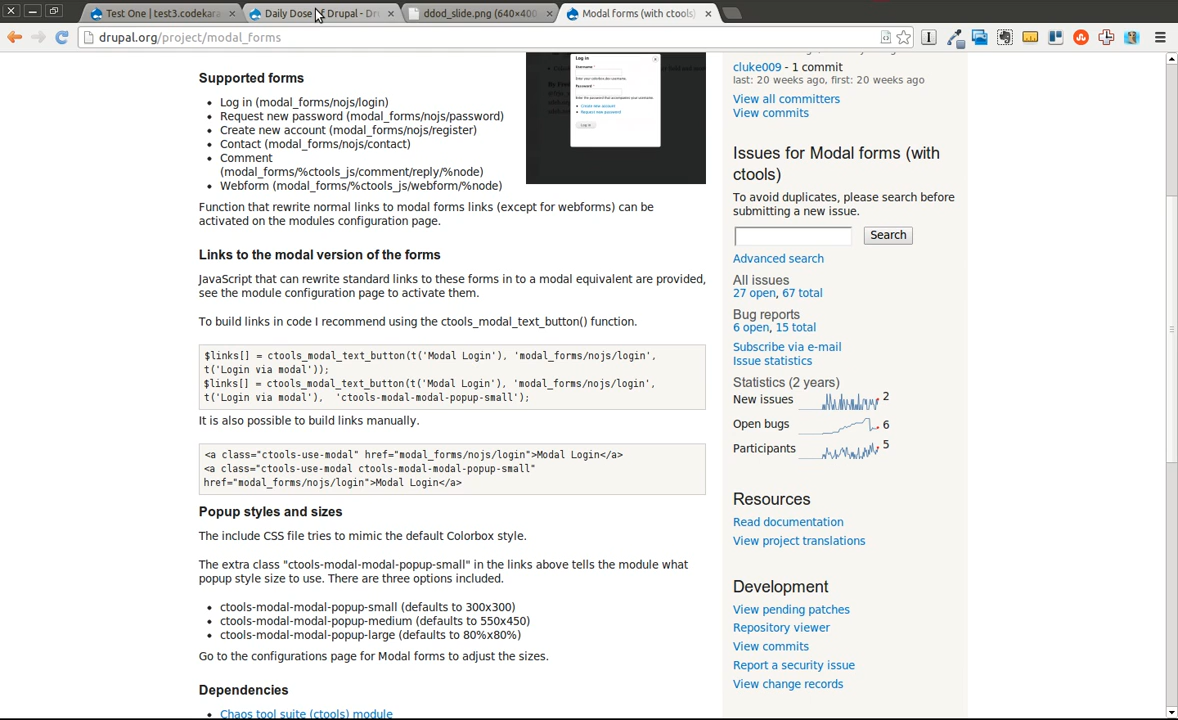 Test One | test3.codekara
Daily Dose of Drupal - Dr
ddod_slide.png (640×400
Modal forms (with ctools)
drupal.org/project/modal_forms
Supported forms
Log in (modal_forms/nojs/login)
Request new password (modal_forms/nojs/password)
Create new account (modal_forms/nojs/register)
Contact (modal_forms/nojs/contact)
Comment
(modal_forms/%ctools_js/comment/reply/%node)
Webform (modal_forms/%ctools_js/webform/%node)
Log in
Username
Password
Create new account
Request new password
Log in
Function that rewrite normal links to modal forms links (except for webforms) can be
activated on the modules configuration page.
Links to the modal version of the forms
JavaScript that can rewrite standard links to these forms in to a modal equivalent are provided,
see the module configuration page to activate them.
To build links in code I recommend using the ctools_modal_text_button() function.
$links[] = ctools_modal_text_button(t('Modal Login'), 'modal_forms/nojs/login',
t('Login via modal'));
$links[] = ctools_modal_text_button(t('Modal Login'), 'modal_forms/nojs/login',
t('Login via modal'),  'ctools-modal-modal-popup-small');
It is also possible to build links manually.
<a class="ctools-use-modal" href="modal_forms/nojs/login">Modal Login</a>
<a class="ctools-use-modal ctools-modal-modal-popup-small"
href="modal_forms/nojs/login">Modal Login</a>
Popup styles and sizes
The include CSS file tries to mimic the default Colorbox style.
The extra class "ctools-modal-modal-popup-small" in the links above tells the module what
popup style size to use. There are three options included.
ctools-modal-modal-popup-small (defaults to 300x300)
ctools-modal-modal-popup-medium (defaults to 550x450)
ctools-modal-modal-popup-large (defaults to 80%x80%)
Go to the configurations page for Modal forms to adjust the sizes.
Dependencies
Chaos tool suite (ctools) module
cluke009 - 1 commit
last: 20 weeks ago, first: 20 weeks ago
View all committers
View commits
Issues for Modal forms (with
ctools)
To avoid duplicates, please search before
submitting a new issue.
Search
Advanced search
All issues
27 open, 67 total
Bug reports
6 open, 15 total
Subscribe via e-mail
Issue statistics
Statistics (2 years)
New issues 2
Open bugs 6
Participants 5
Resources
Read documentation
View project translations
Development
View pending patches
Repository viewer
View commits
Report a security issue
View change records